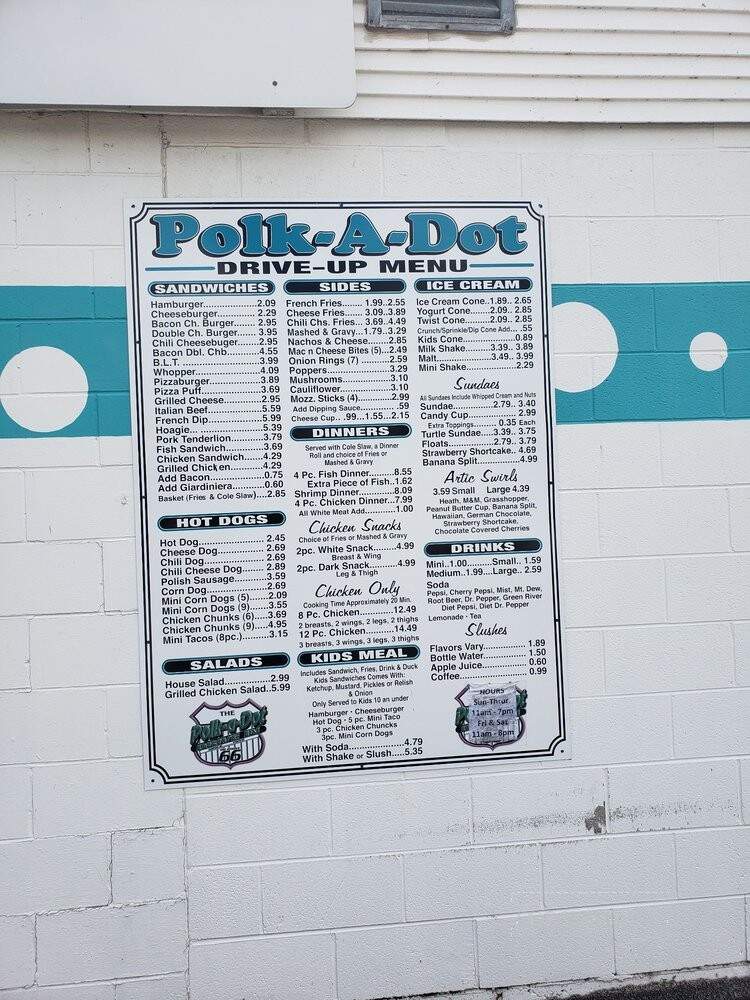 Polk-A-Dot
DRIVE-UP MENU
SANDWICHES
Hamburger..................2.09
Cheeseburger............. 2.29
Bacon Ch. Burger...... 2.95
Double Ch. Burger.... 3.95
Chili Cheeseburger.....2.95
Bacon Dbl. Chb...........4.55
B.L.T............................3.99
Whopper.....................4.09
Pizzaburger................3.89
Pizza Puff...................3.69
Grilled Cheese............2.95
Italian Beef.................5.59
French Dip..................5.99
Hoagie.......................5.39
Pork Tenderlion..........3.79
Fish Sandwich............3.69
Chicken Sandwich......4.29
Grilled Chicken...........4.29
Add Bacon..................0.75
Add Giardiniera...........0.60
Basket (Fries & Cole Slaw)....2.85
HOT DOGS
Hot Dog......................2.45
Cheese Dog................2.69
Chili Dog....................2.69
Chili Cheese Dog........2.89
Polish Sausage...........3.59
Corn Dog....................2.69
Mini Corn Dogs (5)......2.09
Mini Corn Dogs (9)......3.55
Chicken Chunks (6)....3.69
Chicken Chunks (9)....4.95
Mini Tacos (8pc.)........3.15
SALADS
House Salad..................2.99
Grilled Chicken Salad..5.99
THE
Polk-a-Dot
66
SIDES
French Fries....... 1.99..2.55
Cheese Fries...... 3.09..3.89
Chili Chs. Fries... 3.69..4.49
Mashed & Gravy...1.79..3.29
Nachos & Cheese.......2.85
Mac n Cheese Bites (5)...2.49
Onion Rings (7) ..........2.59
Poppers.....................3.29
Mushrooms................3.10
Cauliflower.................3.10
Mozz. Sticks (4)...........2.99
Add Dipping Sauce............59
Cheese Cup...99...1.55..2.15
DINNERS
Served with Cole Slaw, a Dinner
Roll and choice of Fries or
Mashed & Gravy
4 Pc. Fish Dinner.........8.55
Extra Piece of Fish..1.62
Shrimp Dinner............8.09
4 Pc. Chicken Dinner...7.99
All White Meat Add..........1.00
Chicken Snacks
Choice of Fries or Mashed & Gravy
2pc. White Snack........4.99
Breast & Wing
2pc. Dark Snack..........4.99
Leg & Thigh
Chicken Only
Cooking Time Approximately 20 Min.
8 Pc. Chicken............12.49
2 breasts, 2 wings, 2 legs, 2 thighs
12 Pc. Chicken..........14.49
3 breasts, 3 wings, 3 legs, 3 thighs
KIDS MEAL
Includes Sandwich, Fries, Drink & Duck
Kids Sandwiches Comes With:
Ketchup, Mustard, Pickles or Relish
& Onion
Only Served to Kids 10 an under
Hamburger - Cheeseburger
Hot Dog - 5 pc. Mini Taco
3 pc. Chicken Chuncks
3pc. Mini Corn Dogs
With Soda..................4.79
With Shake or Slush.....5.35
ICE CREAM
Ice Cream Cone..1.89.. 2.65
Yogurt Cone.......2.09.. 2.85
Twist Cone.........2.09.. 2.85
Crunch/Sprinkle/Dip Cone Add... .55
Kids Cone..................0.89
Milk Shake.........3.39.. 3.89
Malt...................3.49.. 3.99
Mini Shake.................2.29
Sundaes
All Sundaes Include Whipped Cream and Nuts
Sundae..............2.79.. 3.40
Candy Cup................. 2.99
Extra Toppings............ 0.35 Each
Turtle Sundae....3.39.. 3.75
Floats.................2.79.. 3.79
Strawberry Shortcake.. 4.69
Banana Split..............4.99
Artic Swirls
3.59 Small Large 4.39
Heath, M&M, Grasshopper,
Peanut Butter Cup, Banana Split,
Hawaiian, German Chocolate,
Strawberry Shortcake,
Chocolate Covered Cherries
DRINKS
Mini..1.00..........Small.. 1.59
Medium..1.99....Large.. 2.59
Soda
Pepsi, Cherry Pepsi, Mist, Mt. Dew,
Root Beer, Dr. Pepper, Green River
Diet Pepsi, Diet Dr. Pepper
Lemonade - Tea
Slushes
Flavors Vary................1.89
Bottle Water................1.50
Apple Juice.................0.60
Coffee........................0.99
HOURS
Sun-Thur.
11am - 7pm
Fri & Sat
11am - 8pm